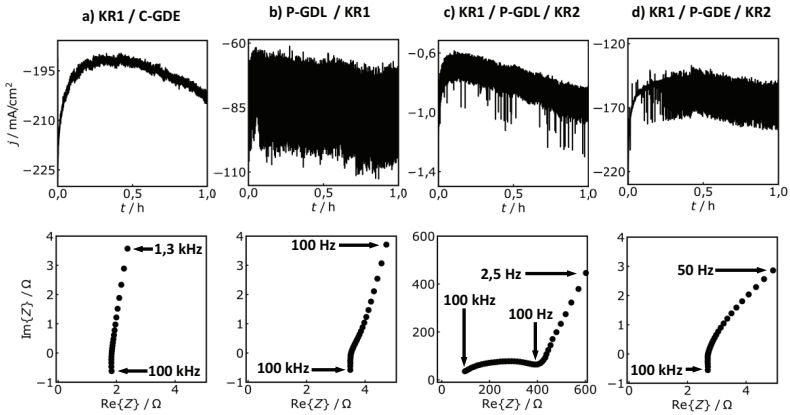 a) KR1 / C-GDE
b) P-GDL / KR1
c) KR1 / P-GDL / KR2
d) KR1 / P-GDE / KR2
j / mA/cm²
−195
−210
−225
0,0
0,5
1,0
t / h
−60
−85
−110
0,0
0,5
1,0
t / h
−0,6
−1,0
−1,4
0,0
0,5
1,0
t / h
−120
−170
−220
0,0
0,5
1,0
t / h
Im{Z} / Ω
4
3
2
1
0
−1
0
2
4
Re{Z} / Ω
1,3 kHz
100 kHz
4
3
2
1
0
−1
0
2
4
Re{Z} / Ω
100 Hz
100 kHz
600
400
200
0
0
200
400
600
Re{Z} / Ω
2,5 Hz
100 kHz
100 Hz
4
3
2
1
0
−1
0
2
4
Re{Z} / Ω
50 Hz
100 kHz